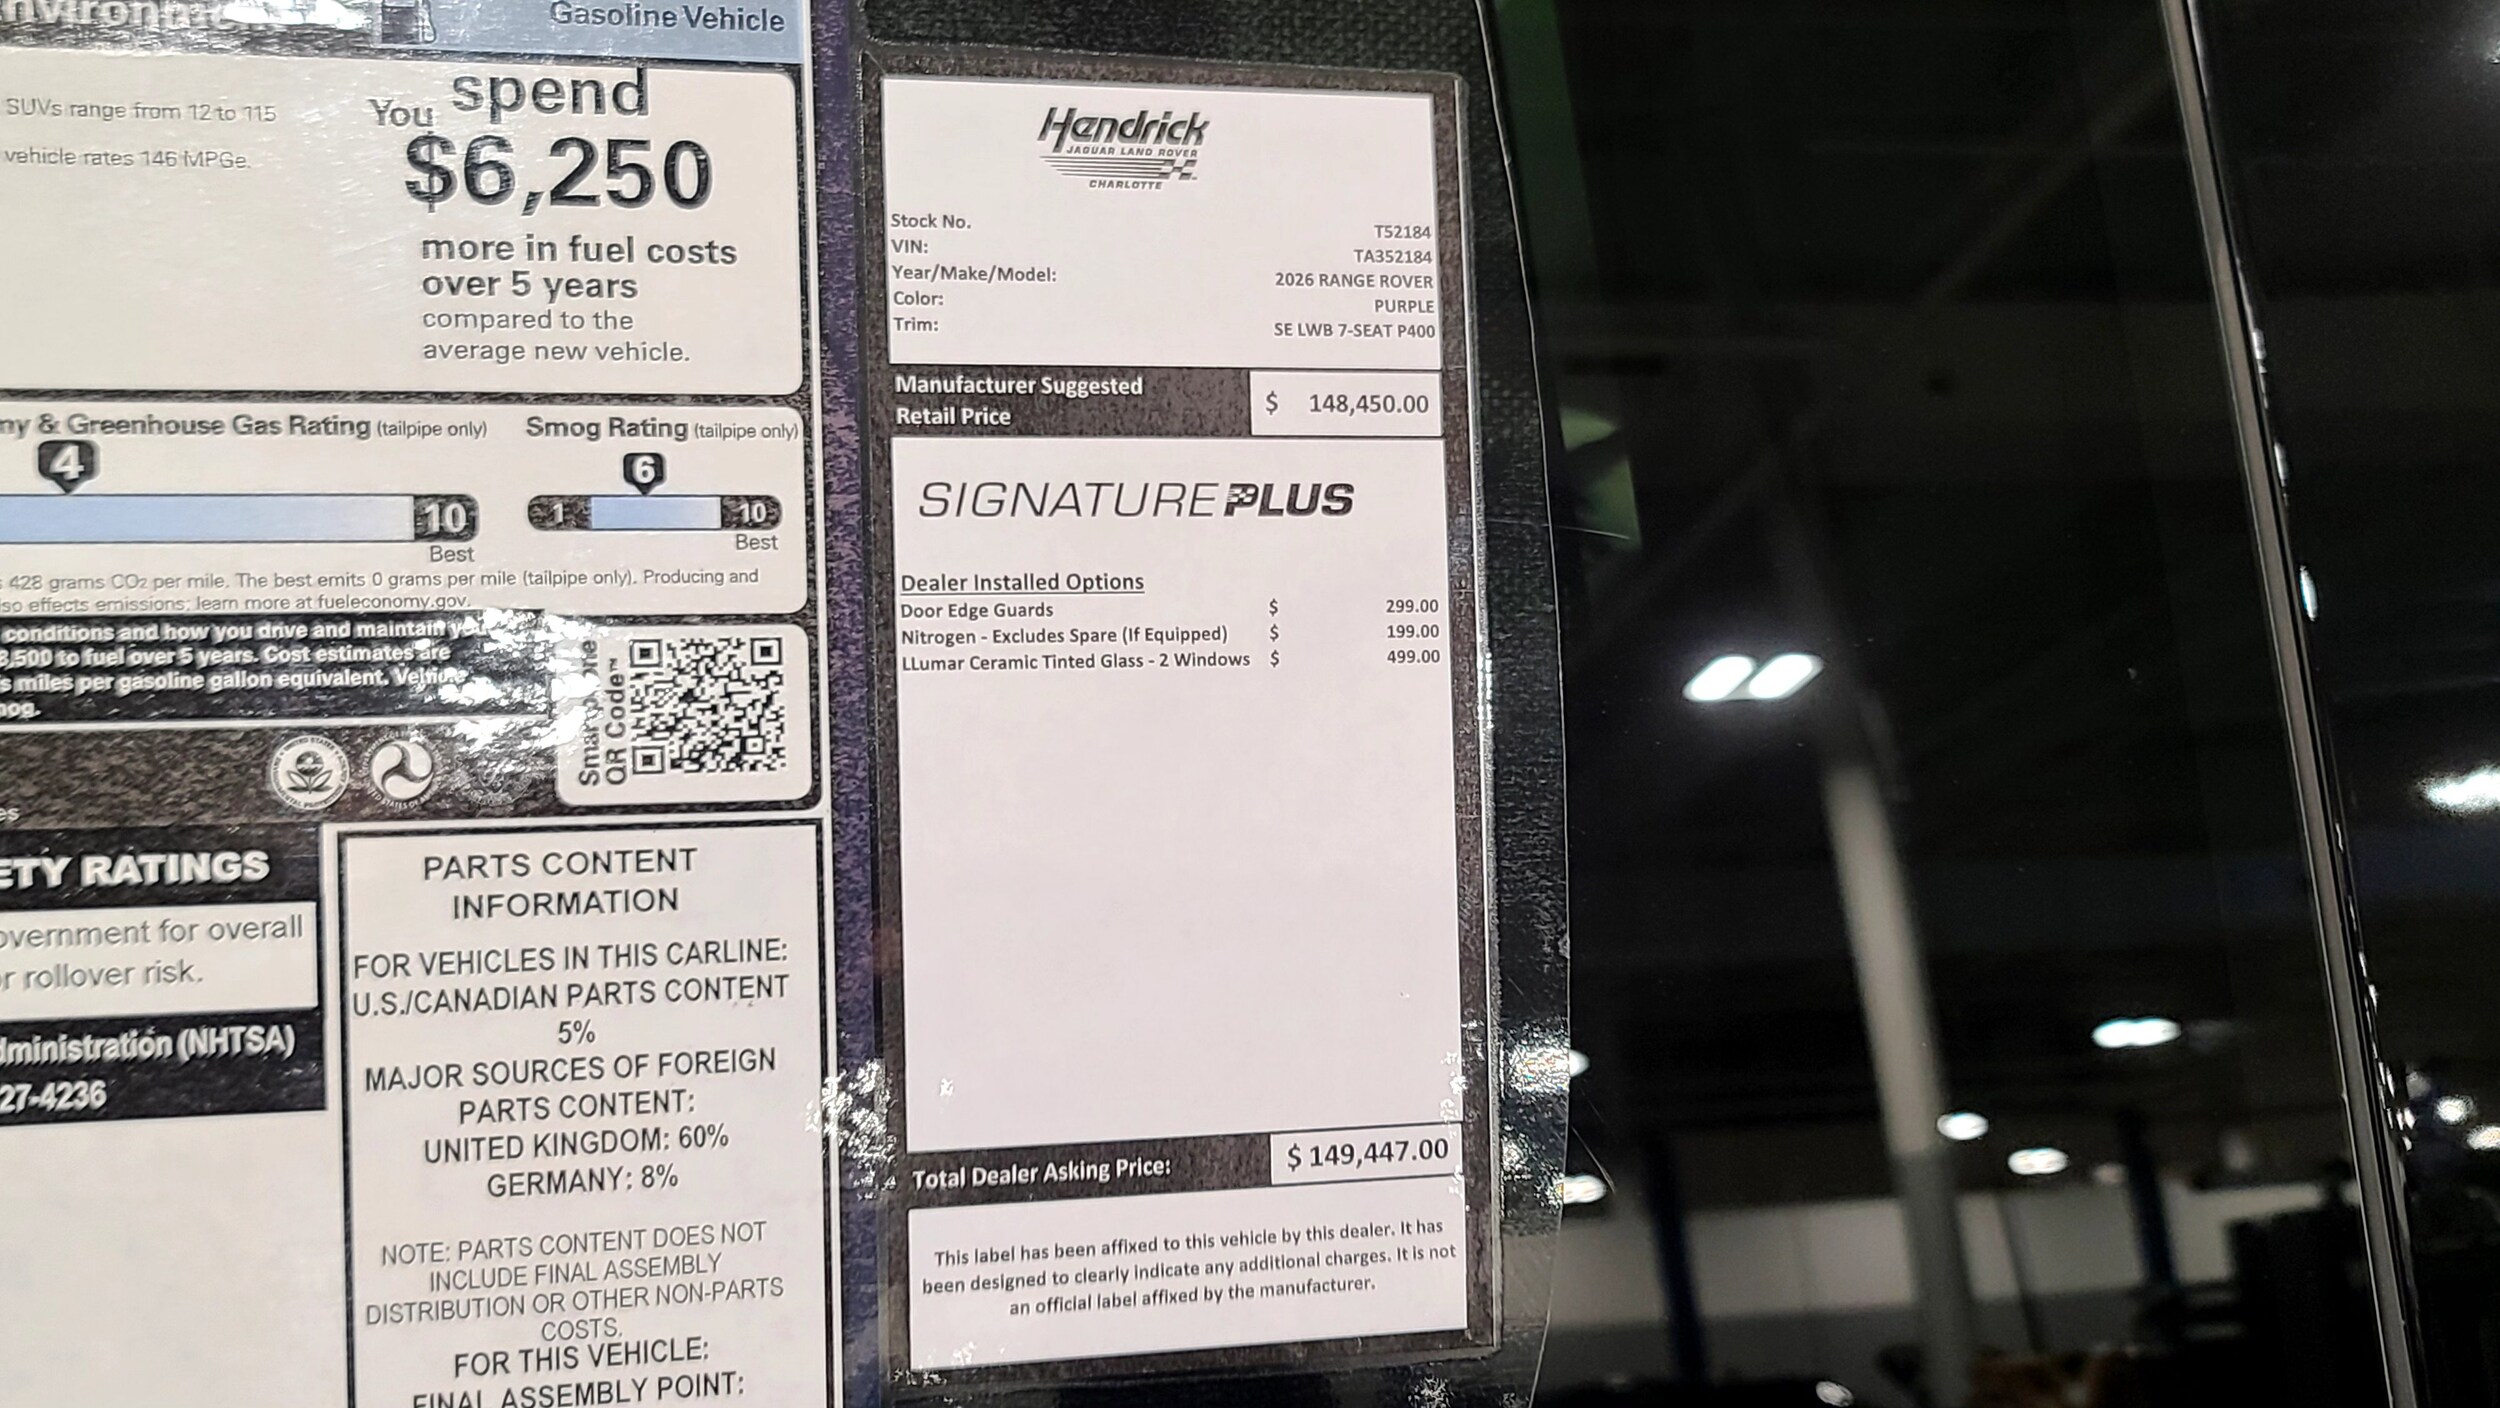 Gasoline Vehicle
SUVs range from 12 to 115
vehicle rates 146 MPGe.
You spend
$6,250
more in fuel costs
over 5 years
compared to the
average new vehicle.
& Greenhouse Gas Rating (tailpipe only)
4
10
Best
Smog Rating (tailpipe only)
6
1 10
Best
428 grams CO2 per mile. The best emits 0 grams per mile (tailpipe only). Producing and
effects emissions; learn more at fueleconomy.gov.
conditions and how you drive and maintain
8,500 to fuel over 5 years. Cost estimates are
miles per gasoline gallon equivalent.
Smartphone
QR Code™
RATINGS
government for overall
rollover risk.
(NHTSA)
27-4236
PARTS CONTENT
INFORMATION
FOR VEHICLES IN THIS CARLINE:
U.S./CANADIAN PARTS CONTENT
5%
MAJOR SOURCES OF FOREIGN
PARTS CONTENT:
UNITED KINGDOM: 60%
GERMANY: 8%
NOTE: PARTS CONTENT DOES NOT
INCLUDE FINAL ASSEMBLY
DISTRIBUTION OR OTHER NON-PARTS
COSTS.
FOR THIS VEHICLE:
FINAL ASSEMBLY POINT:
Hendrick
JAGUAR LAND ROVER
CHARLOTTE
Stock No. T52184
VIN: TA352184
Year/Make/Model: 2026 RANGE ROVER
Color: PURPLE
Trim: SE LWB 7-SEAT P400
Manufacturer Suggested
Retail Price $ 148,450.00
SIGNATURE PLUS
Dealer Installed Options
Door Edge Guards $ 299.00
Nitrogen - Excludes Spare (If Equipped) $ 199.00
LLumar Ceramic Tinted Glass - 2 Windows $ 499.00
Total Dealer Asking Price: $ 149,447.00
This label has been affixed to this vehicle by this dealer. It has
been designed to clearly indicate any additional charges. It is not
an official label affixed by the manufacturer.